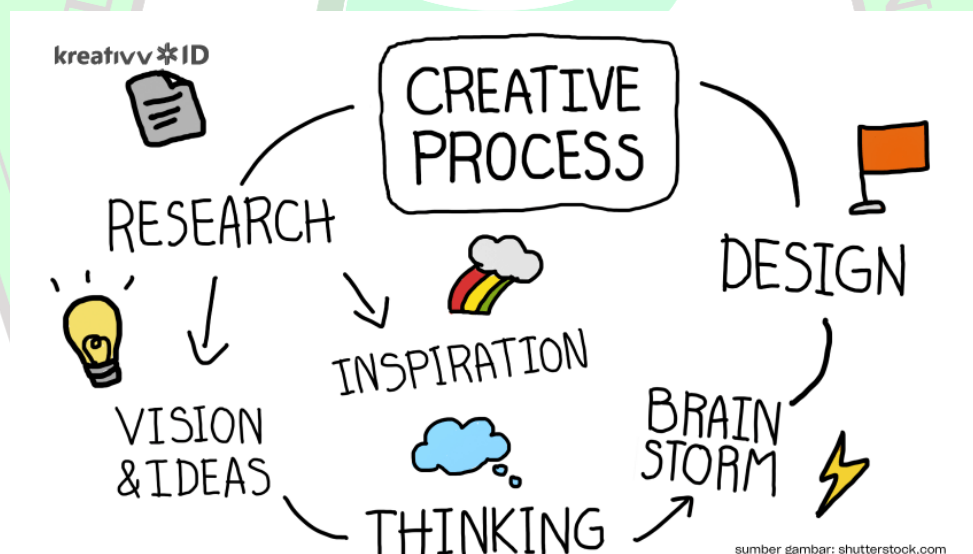 kreativv*ID
CREATIVE
PROCESS
RESEARCH
DESIGN
INSPIRATION
VISION
& IDEAS
BRAIN
STORM
THINKING
sumber gambar: shutterstock.com